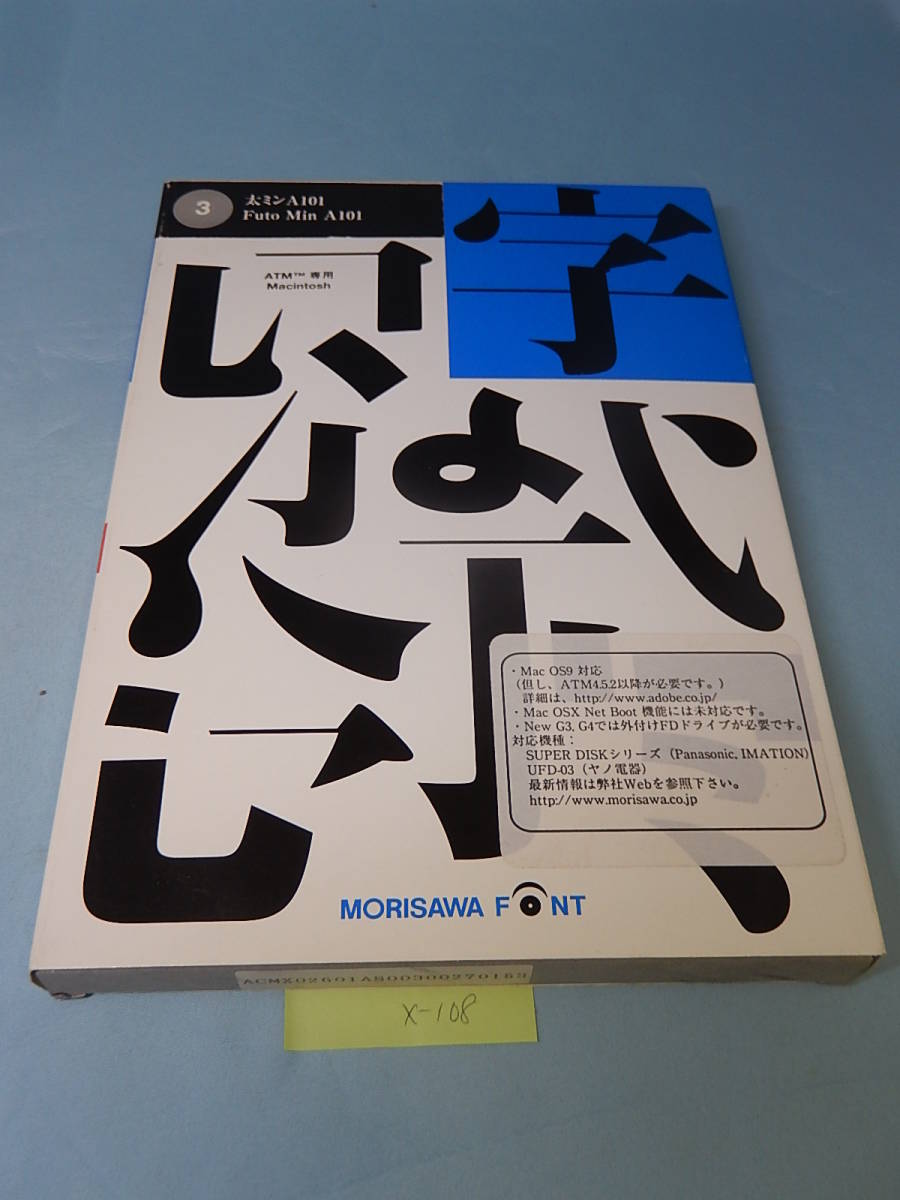 3
太ミンA101
Futo Min A101
ATM™ 専用
Macintosh
字
・Mac OS9 対応
(但し、ATM4.5.2以降が必要です。)
詳細は、http://www.adobe.co.jp/
・Mac OSX Net Boot 機能には未対応です。
・New G3, G4では外付けFDドライブが必要です。
対応機種：
SUPER DISKシリーズ (Panasonic, IMATION)
UFD-03 (ヤノ電器)
最新情報は弊社Webを参照下さい。
http://www.morisawa.co.jp
MORISAWA FONT
ACMX02601AS00300270153
X-108